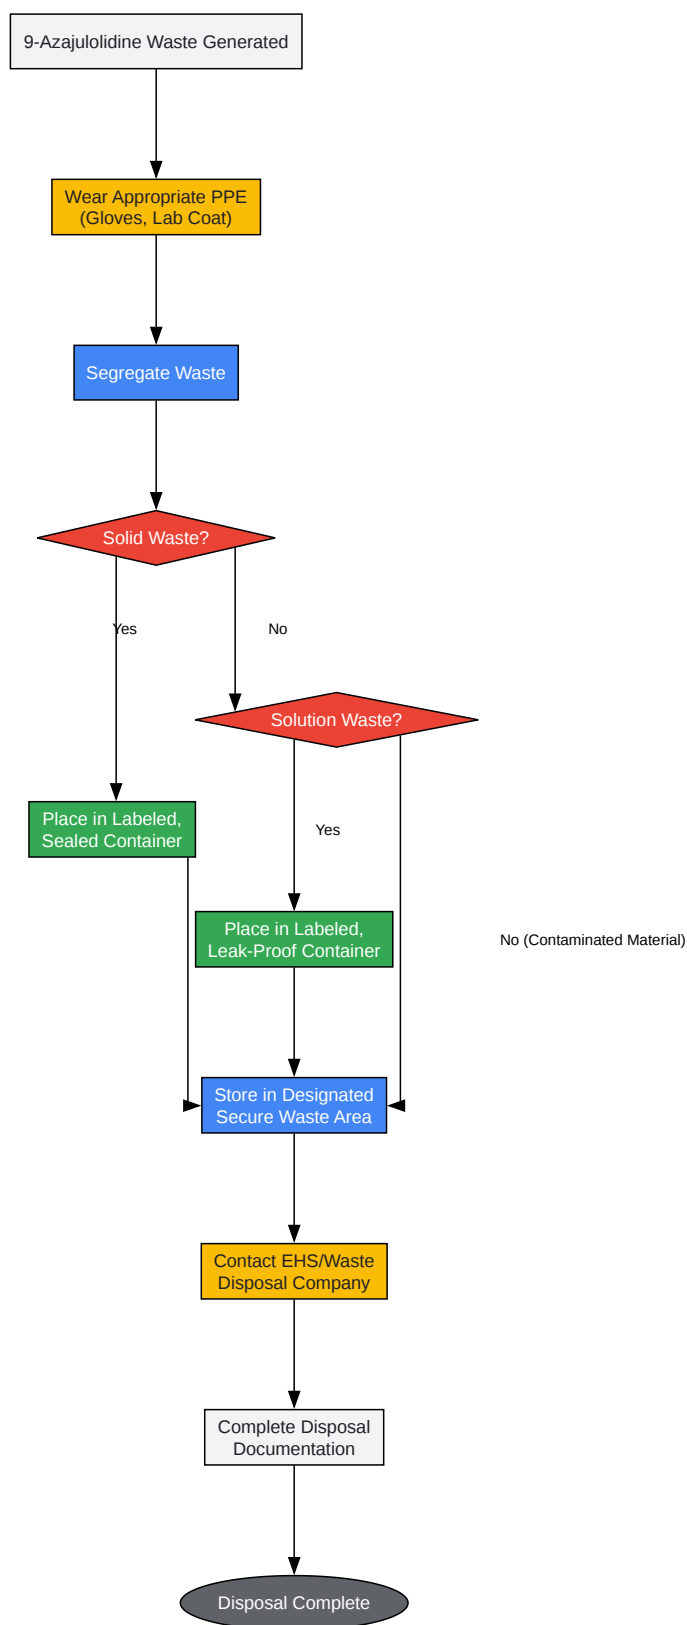 9-Azajulolidine Waste Generated
Wear Appropriate PPE
(Gloves, Lab Coat)
Segregate Waste
Solid Waste?
Yes
No
Solution Waste?
Place in Labeled,
Sealed Container
Yes
Place in Labeled,
Leak-Proof Container
No (Contaminated Material)
Store in Designated
Secure Waste Area
Contact EHS/Waste
Disposal Company
Complete Disposal
Documentation
Disposal Complete